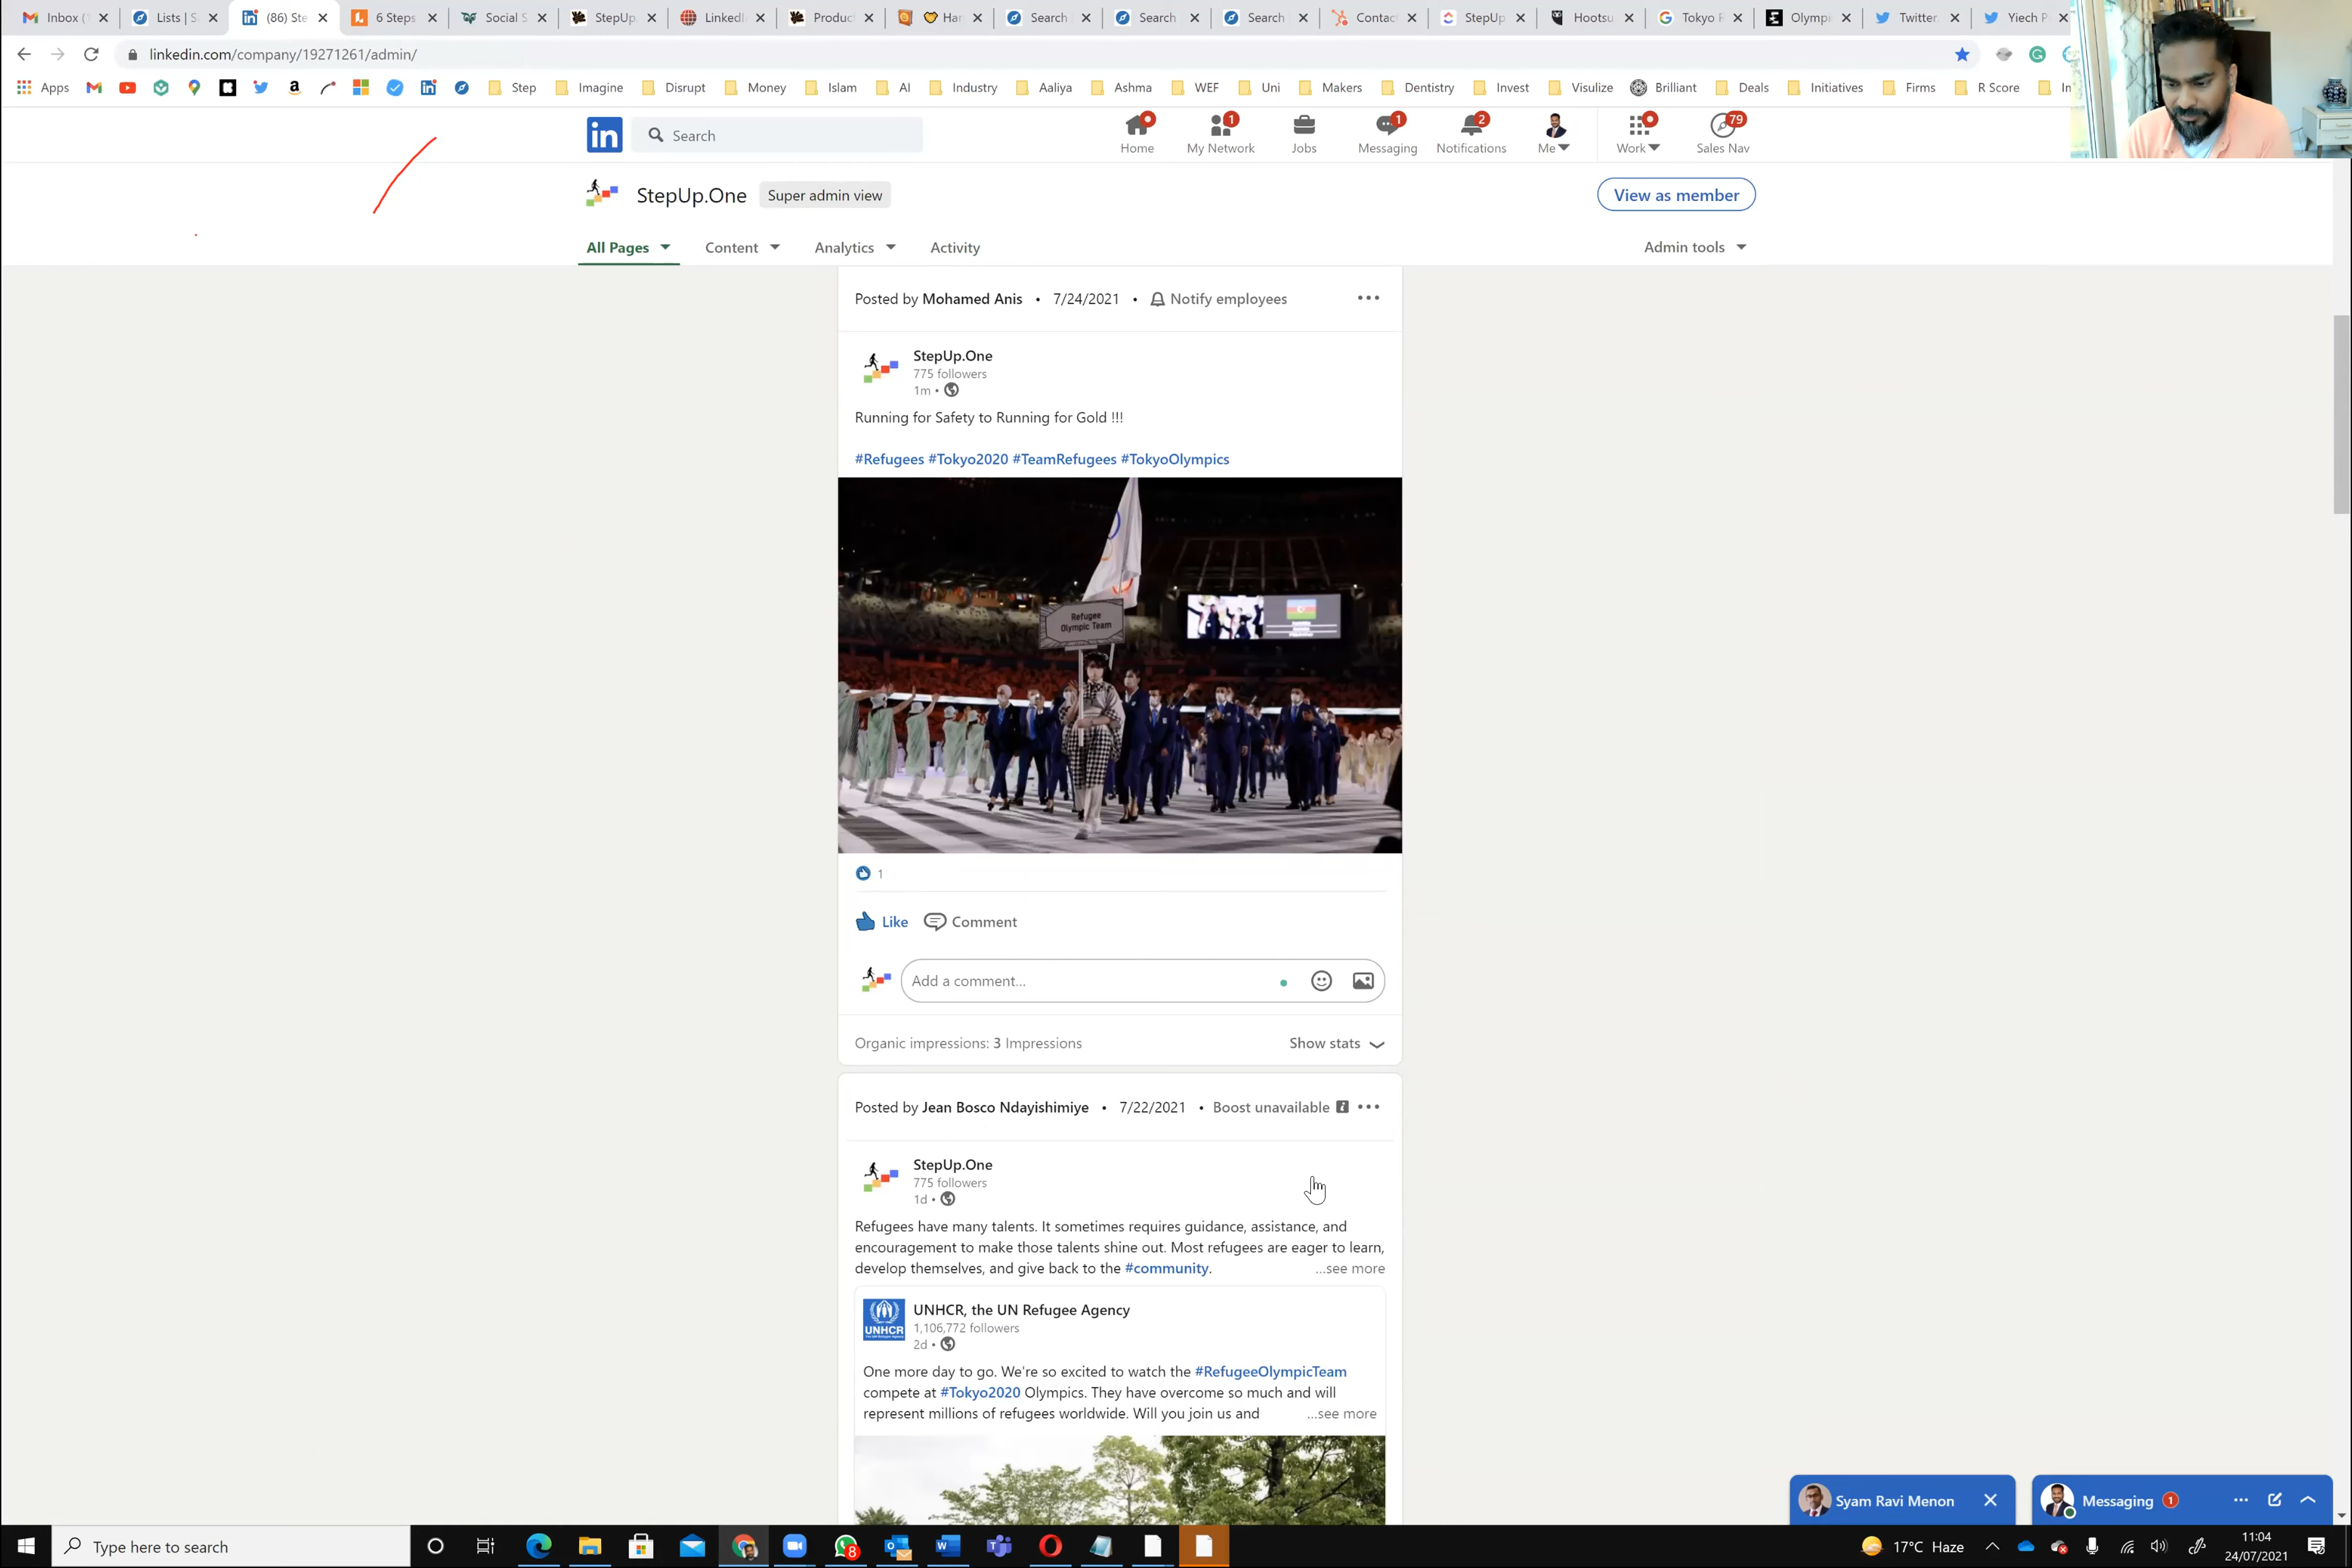 Inbox (
Lists | S
(86) Ste
6 Steps
Social S
StepUp.
LinkedI
Product
Har
Search
Search
Search
Contac
StepUp
Hootsu
Tokyo
Olympi
Twitter.
Yiech P
linkedin.com/company/19271261/admin/
Apps
Step
Imagine
Disrupt
Money
Islam
AI
Industry
Aaliya
Ashma
WEF
Uni
Makers
Dentistry
Invest
Visulize
Brilliant
Deals
Initiatives
Firms
R Score
in
Search
1
1
2
79
Home
My Network
Jobs
Messaging
Notifications
Me
Work
Sales Nav
StepUp.One
Super admin view
View as member
All Pages
Content
Analytics
Activity
Admin tools
Posted by Mohamed Anis • 7/24/2021 • Notify employees
StepUp.One
775 followers
1m •
Running for Safety to Running for Gold !!!
#Refugees #Tokyo2020 #TeamRefugees #TokyoOlympics
Refugee
Olympic Team
1
Like
Comment
Add a comment...
Organic impressions: 3 Impressions
Show stats
Posted by Jean Bosco Ndayishimiye • 7/22/2021 • Boost unavailable
StepUp.One
775 followers
1d •
Refugees have many talents. It sometimes requires guidance, assistance, and
encouragement to make those talents shine out. Most refugees are eager to learn,
develop themselves, and give back to the #community. ...see more
UNHCR
UNHCR, the UN Refugee Agency
1,106,772 followers
2d •
One more day to go. We're so excited to watch the #RefugeeOlympicTeam
compete at #Tokyo2020 Olympics. They have overcome so much and will
represent millions of refugees worldwide. Will you join us and ...see more
Syam Ravi Menon
Messaging 1
Type here to search
8
17°C Haze
11:04
24/07/2021